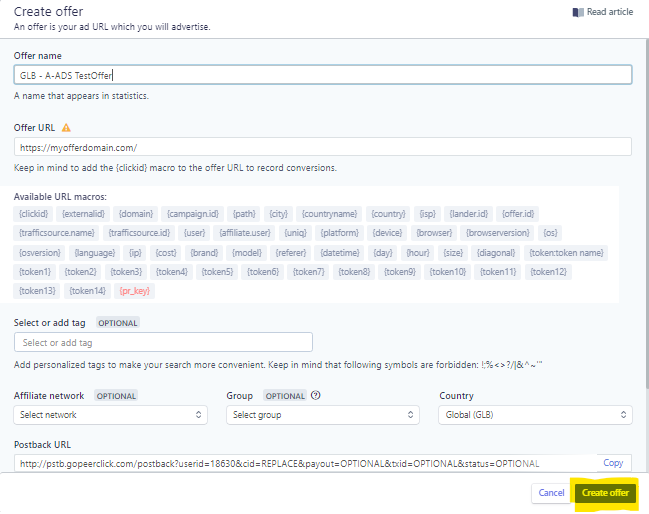 Create offer
Read article
An offer is your ad URL which you will advertise.
Offer name
GLB - A-ADS TestOffer
A name that appears in statistics.
Offer URL
https://myofferdomain.com/
Keep in mind to add the {clickid} macro to the offer URL to record conversions.
Available URL macros:
{clickid} {externalid} {domain} {campaign.id} {path} {city} {countryname} {country} {isp} {lander.id} {offer.id}
{trafficsource.name} {trafficsource.id} {user} {affiliate.user} {uniq} {platform} {device} {browser} {browserversion} {os}
{osversion} {language} {ip} {cost} {brand} {model} {referer} {datetime} {day} {hour} {size} {diagonal} {token:token name}
{token1} {token2} {token3} {token4} {token5} {token6} {token7} {token8} {token9} {token10} {token11} {token12}
{token13} {token14} {pr_key}
Select or add tag OPTIONAL
Select or add tag
Add personalized tags to make your search more convenient. Keep in mind that following symbols are forbidden: !;%<>?/|&^~'"
Affiliate network OPTIONAL Group OPTIONAL Country
Select network Select group Global (GLB)
Postback URL
http://pstb.gopeerclick.com/postback?userid=18630&cid=REPLACE&payout=OPTIONAL&txid=OPTIONAL&status=OPTIONAL Copy
Cancel Create offer